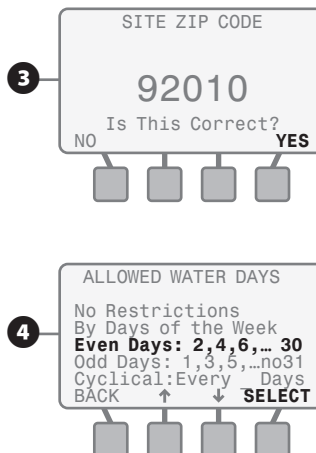 3
SITE ZIP CODE
92010
Is This Correct?
NO YES
4
ALLOWED WATER DAYS
No Restrictions
By Days of the Week
Even Days: 2,4,6,… 30
Odd Days: 1,3,5,…no31
Cyclical:Every _ Days
BACK ↑ ↓ SELECT